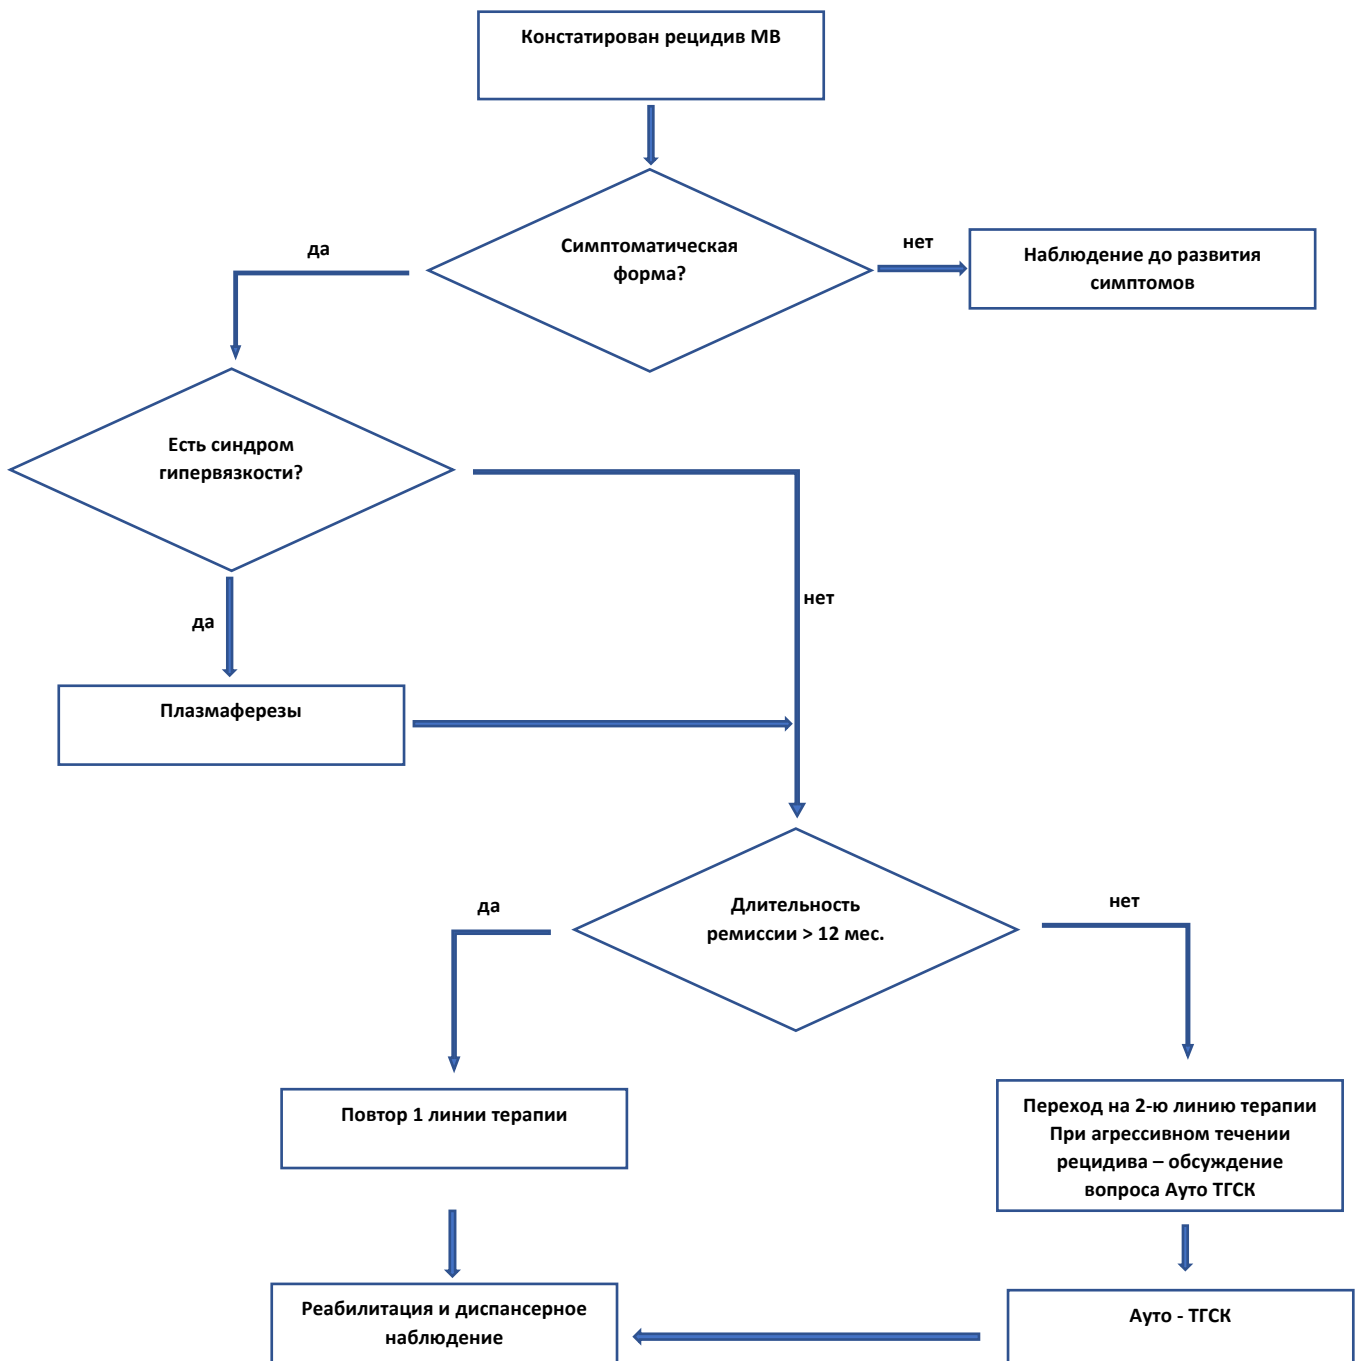 Констатирован рецидив МВ
Симптоматическая
форма?
да
нет
Наблюдение до развития
симптомов
Есть синдром
гипервязкости?
да
нет
Плазмаферезы
Длительность
ремиссии > 12 мес.
да
нет
Повтор 1 линии терапии
Переход на 2-ю линию терапии
При агрессивном течении
рецидива – обсуждение
вопроса Ауто ТГСК
Реабилитация и диспансерное
наблюдение
Ауто - ТГСК